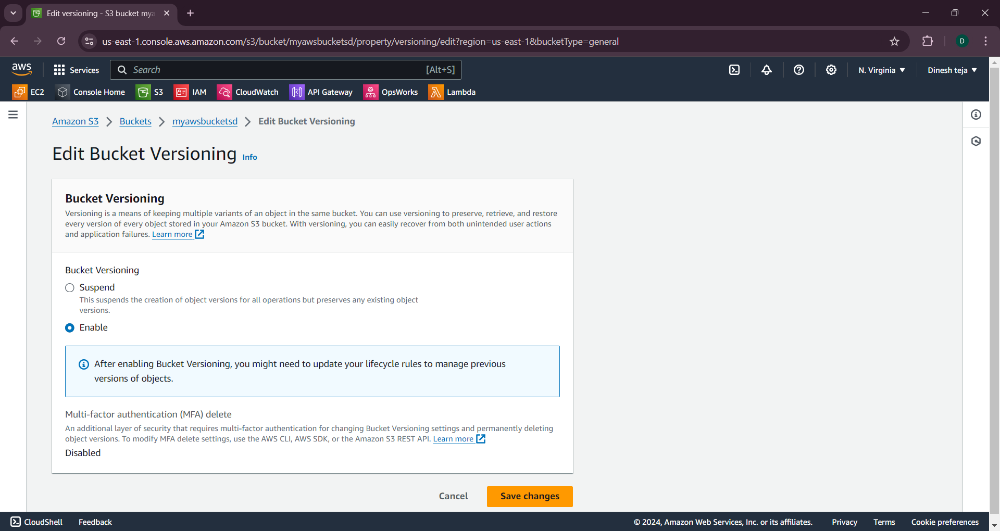 Edit versioning - S3 bucket mya
us-east-1.console.aws.amazon.com/s3/bucket/myawsbucketsd/property/versioning/edit?region=us-east-1&bucketType=general
D
aws
Services
Search
[Alt+S]
N. Virginia
Dinesh teja
EC2
Console Home
S3
IAM
CloudWatch
API Gateway
OpsWorks
Lambda
Amazon S3
Buckets
myawsbucketsd
Edit Bucket Versioning
Edit Bucket Versioning Info
Bucket Versioning
Versioning is a means of keeping multiple variants of an object in the same bucket. You can use versioning to preserve, retrieve, and restore
every version of every object stored in your Amazon S3 bucket. With versioning, you can easily recover from both unintended user actions
and application failures. Learn more
Bucket Versioning
Suspend
This suspends the creation of object versions for all operations but preserves any existing object
versions.
Enable
After enabling Bucket Versioning, you might need to update your lifecycle rules to manage previous
versions of objects.
Multi-factor authentication (MFA) delete
An additional layer of security that requires multi-factor authentication for changing Bucket Versioning settings and permanently deleting
object versions. To modify MFA delete settings, use the AWS CLI, AWS SDK, or the Amazon S3 REST API. Learn more
Disabled
Cancel
Save changes
CloudShell
Feedback
© 2024, Amazon Web Services, Inc. or its affiliates.
Privacy
Terms
Cookie preferences